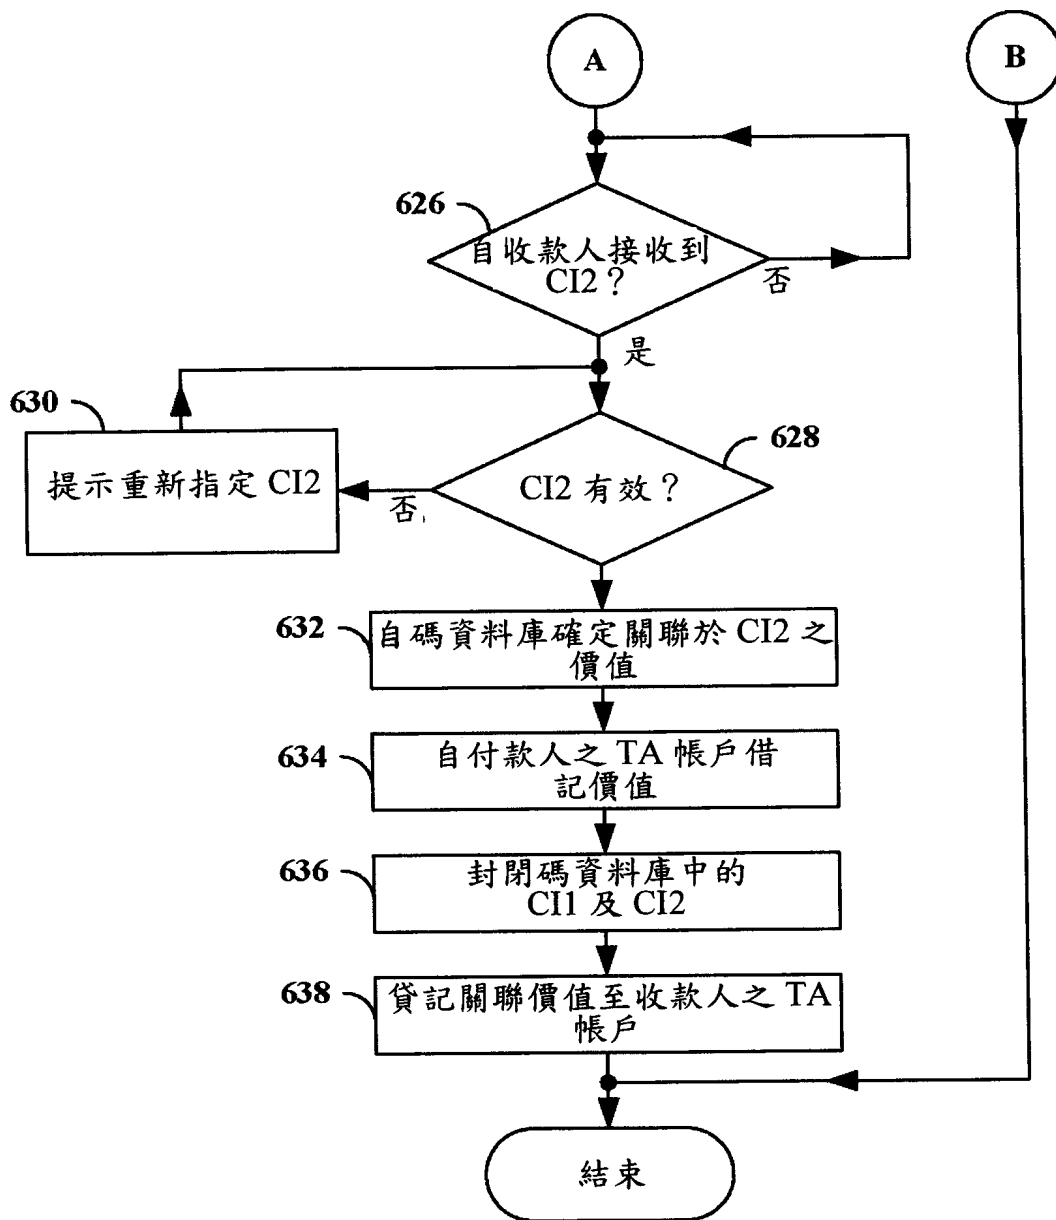 A
B
626
自收款人接收到
CI2？
否
是
630
提示重新指定 CI2
628
CI2 有效？
否
632
自碼資料庫確定關聯於 CI2 之
價值
634
自付款人之 TA 帳戶借
記價值
636
封閉碼資料庫中的
CI1 及 CI2
638
貸記關聯價值至收款人之 TA
帳戶
結束